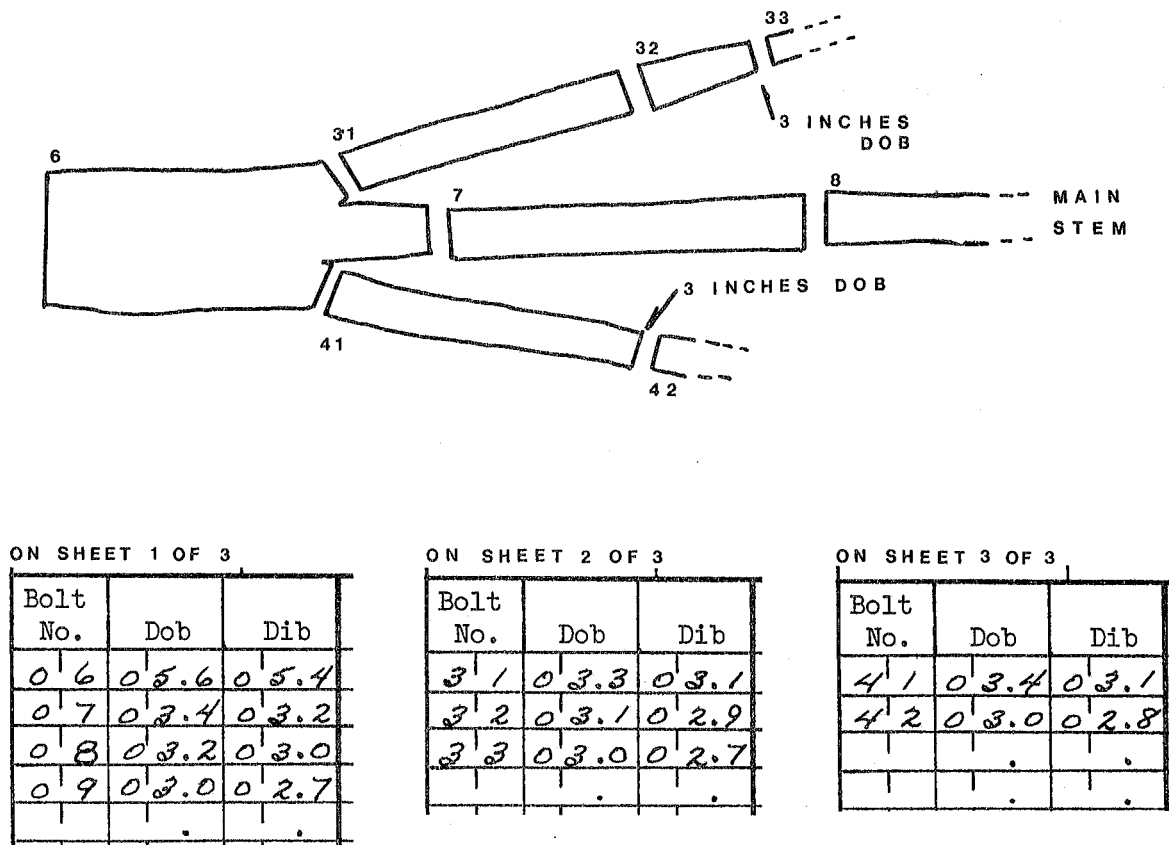 33
32
3 INCHES
DOB
31
6
7
8
MAIN
STEM
3 INCHES DOB
41
42
ON SHEET 1 OF 3
Bolt No. Dob Dib
06 05.6 05.4
07 03.4 03.2
08 03.2 03.0
09 03.0 02.7
. .
ON SHEET 2 OF 3
Bolt No. Dob Dib
31 03.3 03.1
32 03.1 02.9
33 03.0 02.7
. .
ON SHEET 3 OF 3
Bolt No. Dob Dib
41 03.4 03.1
42 03.0 02.8
. .
. .